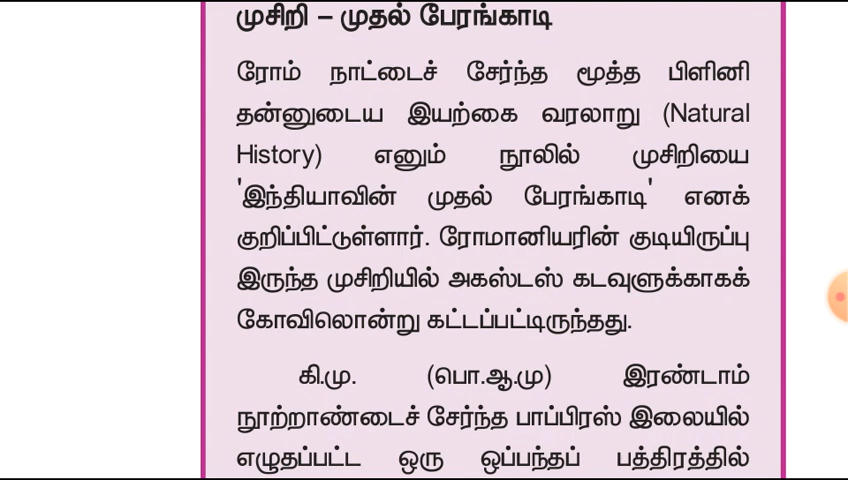 முசிறி – முதல் பேரங்காடி
ரோம் நாட்டைச் சேர்ந்த மூத்த பிளினி
தன்னுடைய இயற்கை வரலாறு (Natural
History) எனும் நூலில் முசிறியை
'இந்தியாவின் முதல் பேரங்காடி' எனக்
குறிப்பிட்டுள்ளார். ரோமானியரின் குடியிருப்பு
இருந்த முசிறியில் அகஸ்டஸ் கடவுளுக்காகக்
கோவிலொன்று கட்டப்பட்டிருந்தது.
கி.மு. (பொ.ஆ.மு) இரண்டாம்
நூற்றாண்டைச் சேர்ந்த பாப்பிரஸ் இலையில்
எழுதப்பட்ட ஒரு ஒப்பந்தப் பத்திரத்தில்